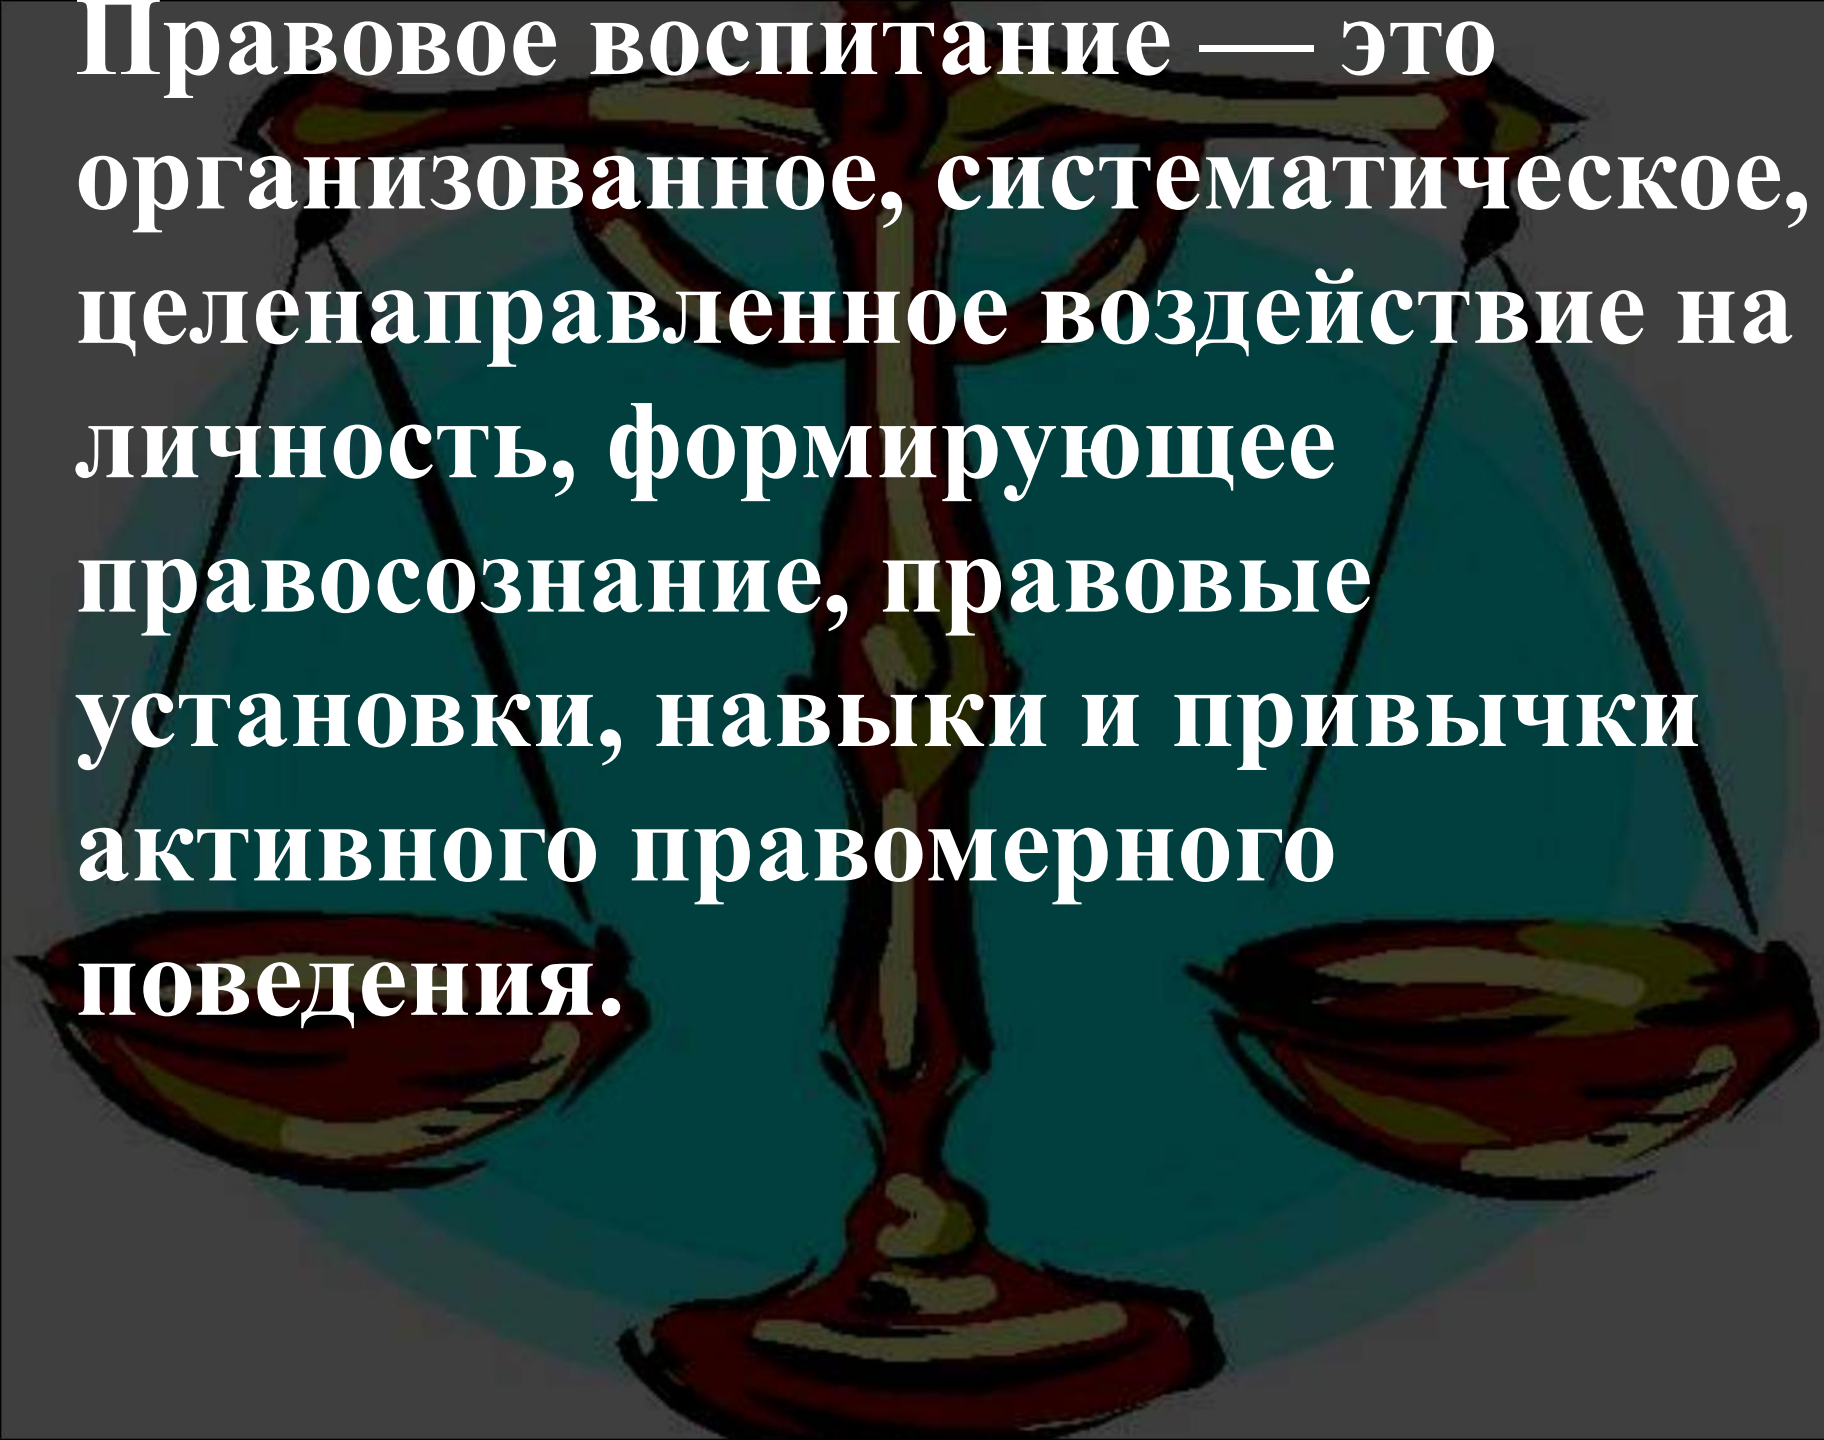 Правовое воспитание — это
организованное, систематическое,
целенаправленное воздействие на
личность, формирующее
правосознание, правовые
установки, навыки и привычки
активного правомерного
поведения.